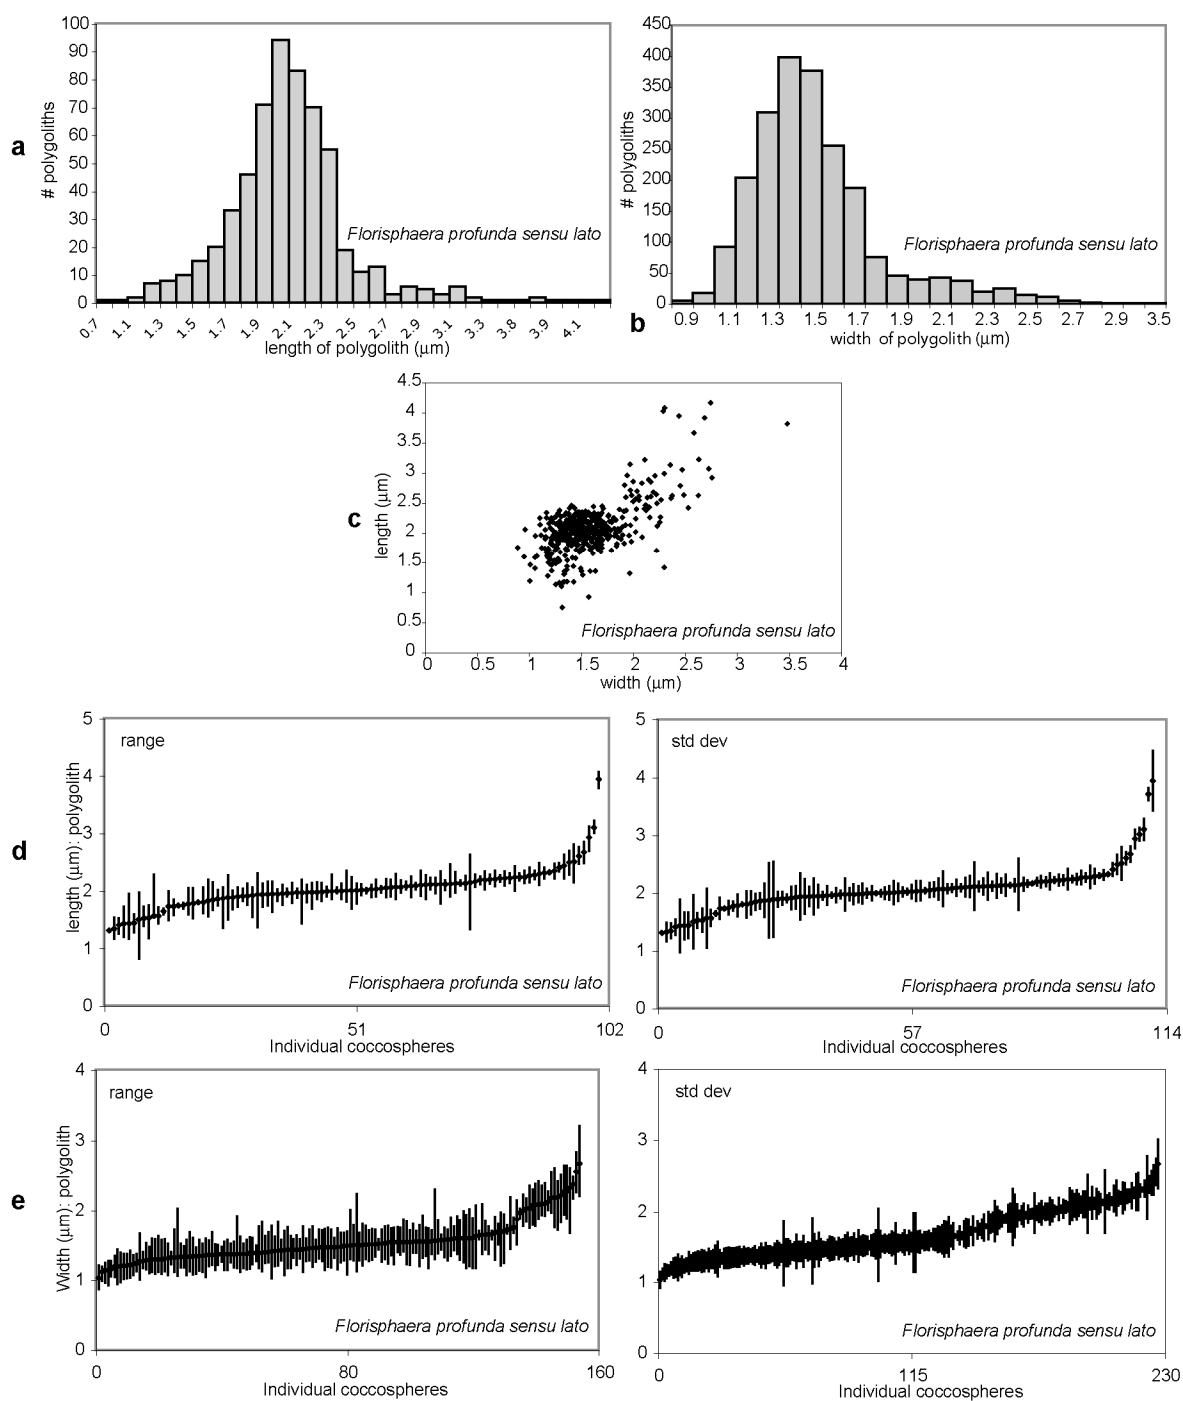 a
# polygoliths
100
90
80
70
60
50
40
30
20
10
0
Florisphaera profunda sensu lato
0.7 1.1 1.3 1.5 1.7 1.9 2.1 2.3 2.5 2.7 2.9 3.1 3.3 3.8 3.9 4.1
length of polygolith (μm)
b
# polygoliths
450
400
350
300
250
200
150
100
50
0
Florisphaera profunda sensu lato
0.9 1.1 1.3 1.5 1.7 1.9 2.1 2.3 2.5 2.7 2.9 3.5
width of polygolith (μm)
c
length (μm)
4.5
4
3.5
3
2.5
2
1.5
1
0.5
0
Florisphaera profunda sensu lato
0 0.5 1 1.5 2 2.5 3 3.5 4
width (μm)
d
length (μm): polygolith
5
4
3
2
1
0
range
Florisphaera profunda sensu lato
0 51 102
Individual coccospheres
5
4
3
2
1
0
std dev
Florisphaera profunda sensu lato
0 57 114
Individual coccospheres
e
Width (μm): polygolith
4
3
2
1
0
range
Florisphaera profunda sensu lato
0 80 160
Individual coccospheres
4
3
2
1
0
std dev
Florisphaera profunda sensu lato
0 115 230
Individual coccospheres